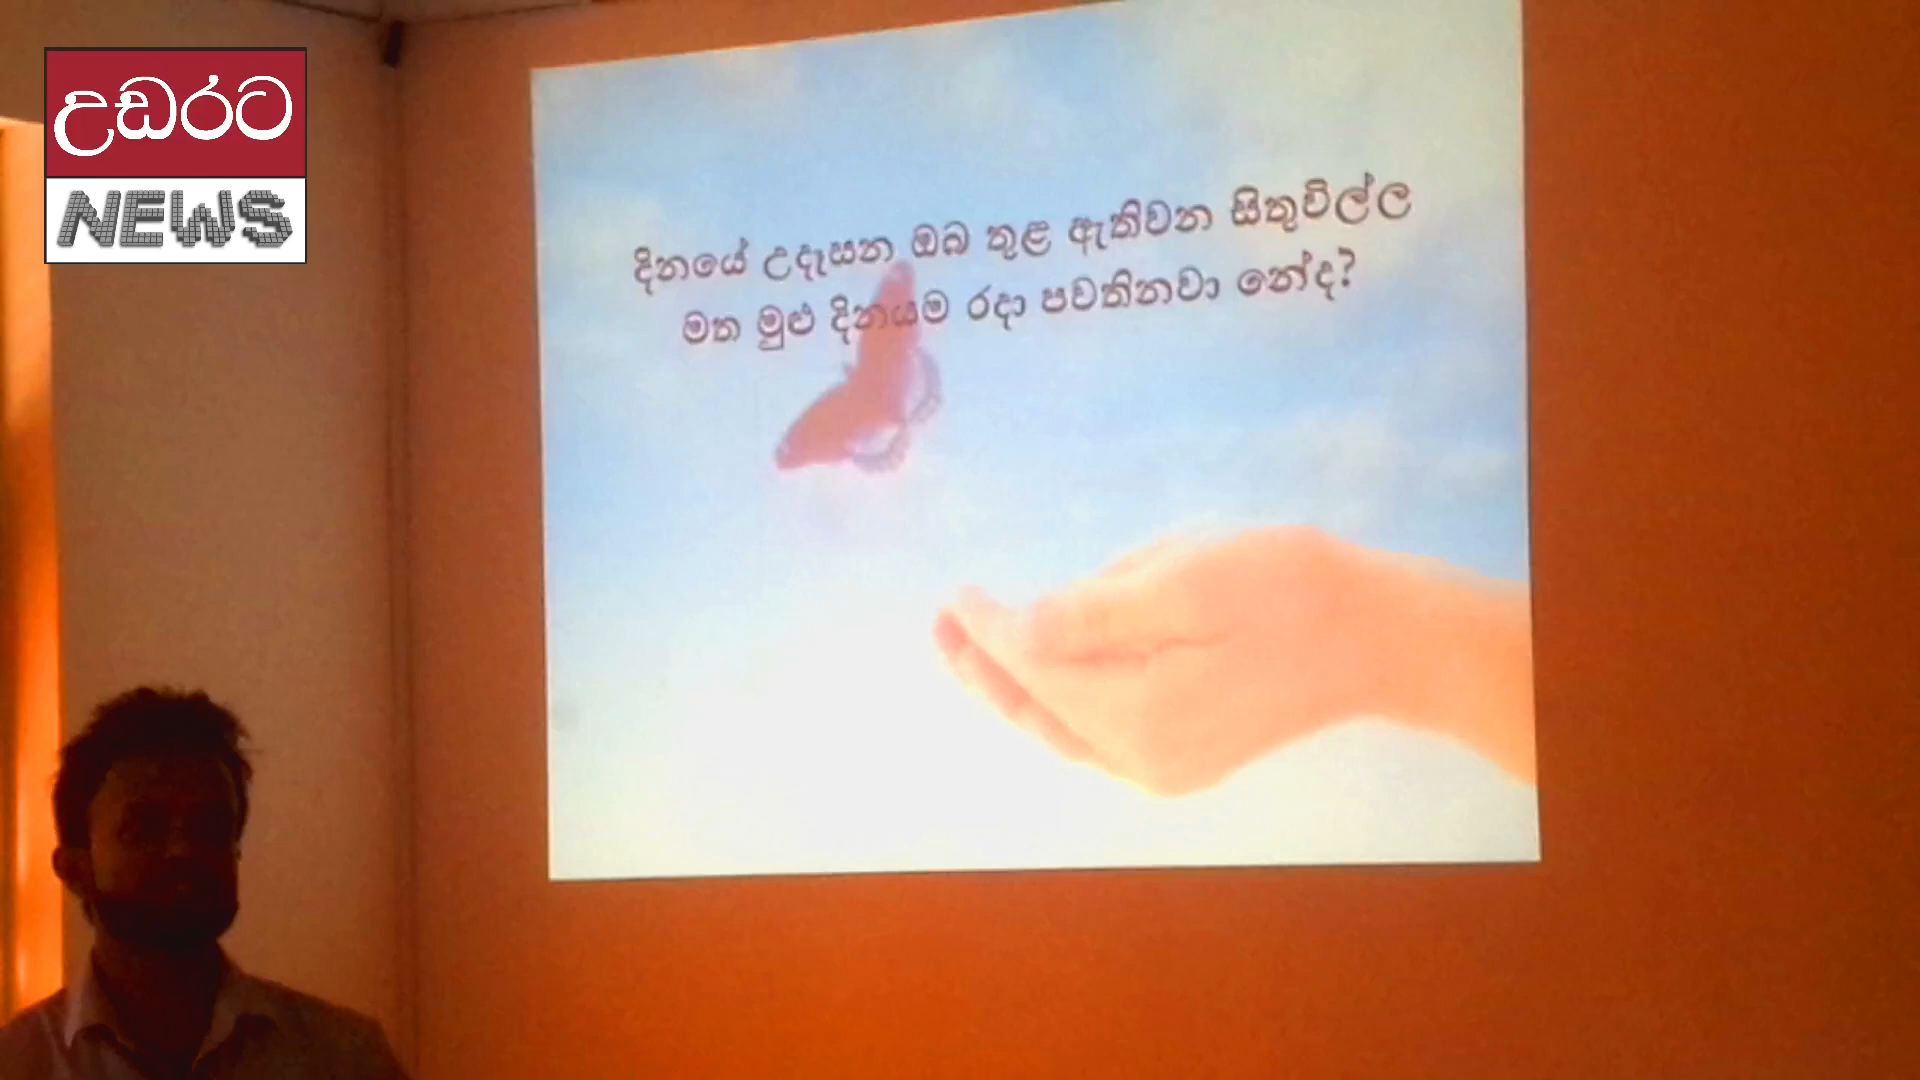 උඩරට
NEWS
දිනයේ උදෑසන ඔබ තුළ ඇතිවන සිතුවිල්ල
මත මුළු දිනයම රදා පවතිනවා නේද?